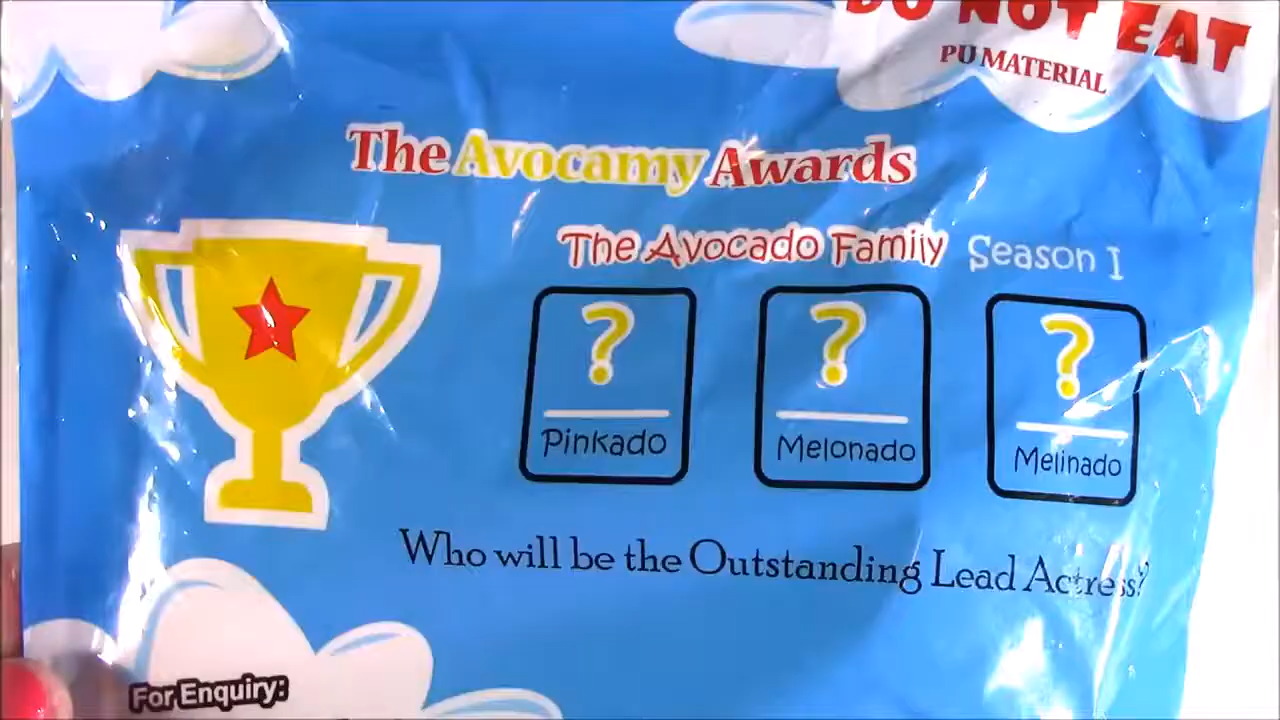 DO NOT EAT
PU MATERIAL
The Avocamy Awards
The Avocado Family Season I
?
?
?
Pinkado
Melonado
Melinado
Who will be the Outstanding Lead Actress?
For Enquiry: